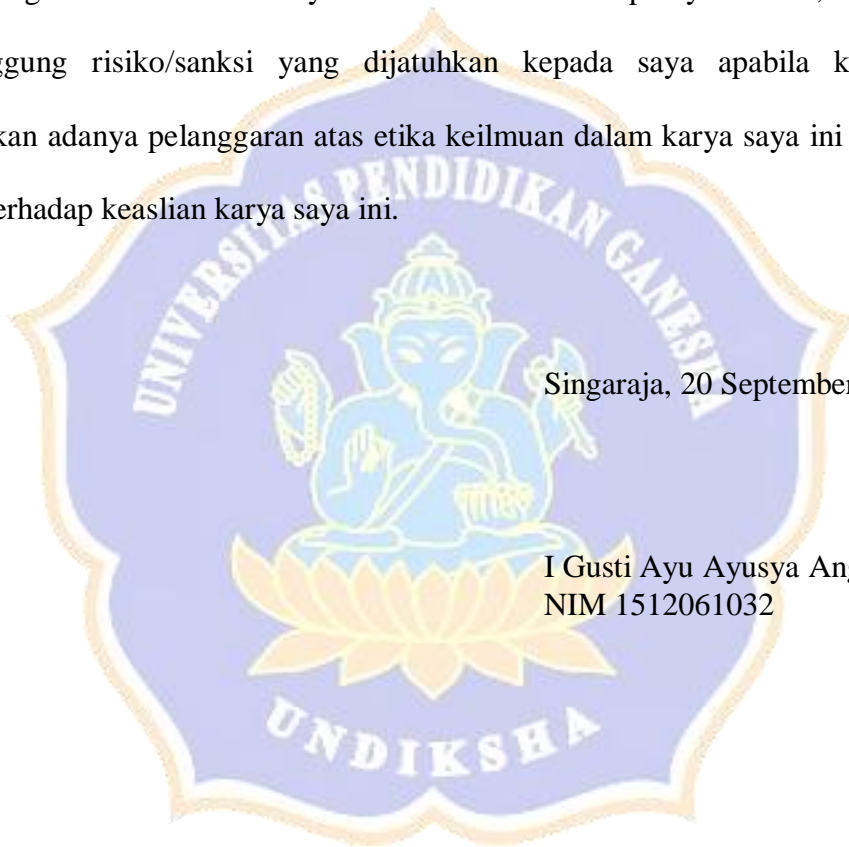 ggung risiko/sanksi yang dijatuhkan kepada saya apabila k
kan adanya pelanggaran atas etika keilmuan dalam karya saya ini
erhadap keaslian karya saya ini.
UNIVERSITAS PENDIDIKAN GANESHA
Singaraja, 20 September
I Gusti Ayu Ayusya Ang
NIM 1512061032
UNDIKSHA